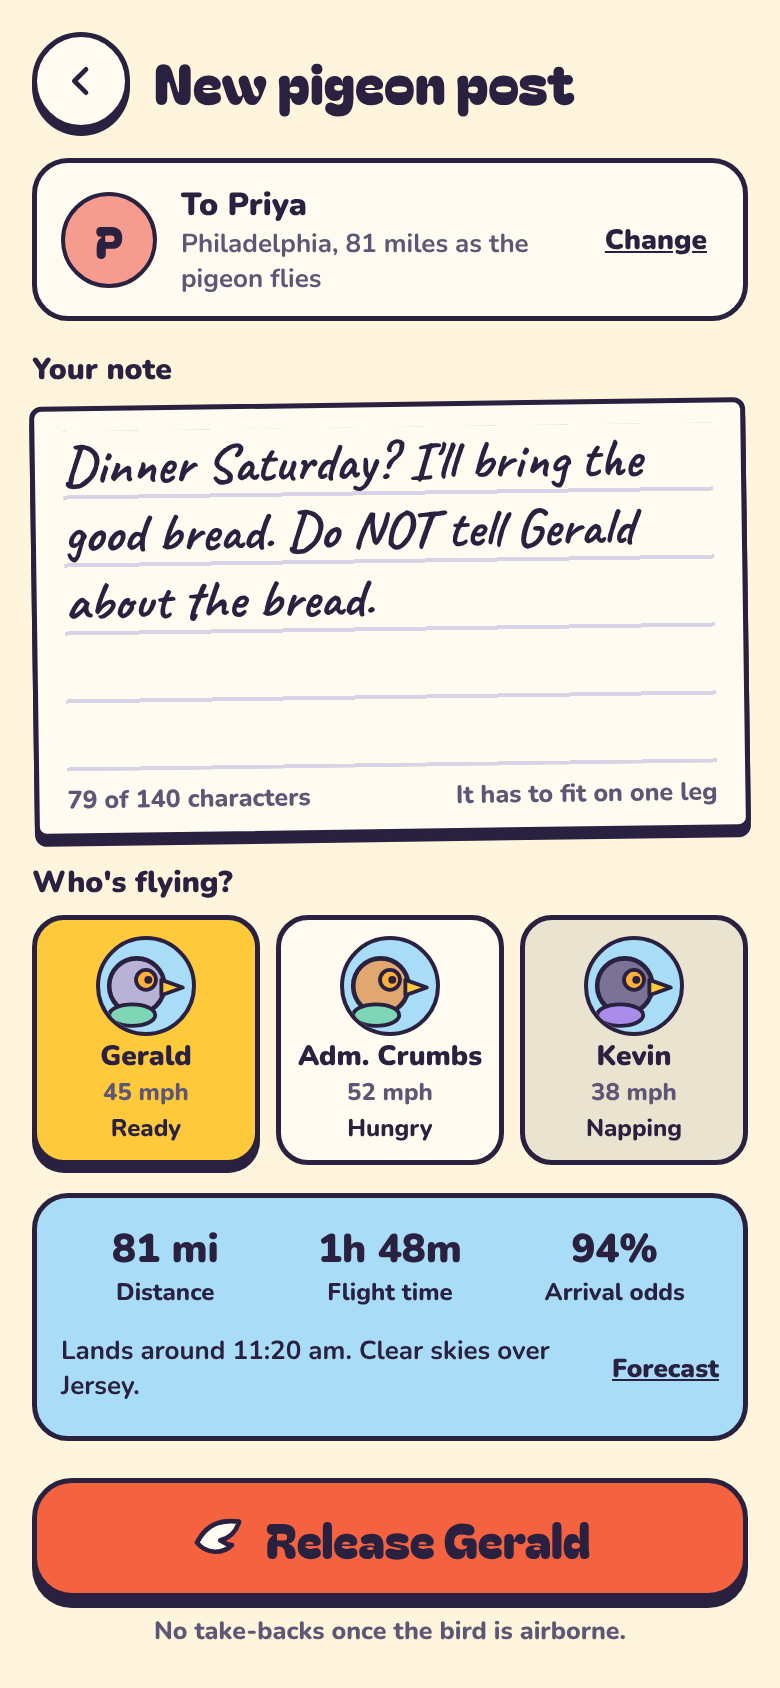 New pigeon post
P
To Priya
Philadelphia, 81 miles as the
pigeon flies
Change
Your note
Dinner Saturday? I'll bring the
good bread. Do NOT tell Gerald
about the bread.
79 of 140 characters
It has to fit on one leg
Who's flying?
Gerald
45 mph
Ready
Adm. Crumbs
52 mph
Hungry
Kevin
38 mph
Napping
81 mi
Distance
1h 48m
Flight time
94%
Arrival odds
Lands around 11:20 am. Clear skies over
Jersey.
Forecast
Release Gerald
No take-backs once the bird is airborne.